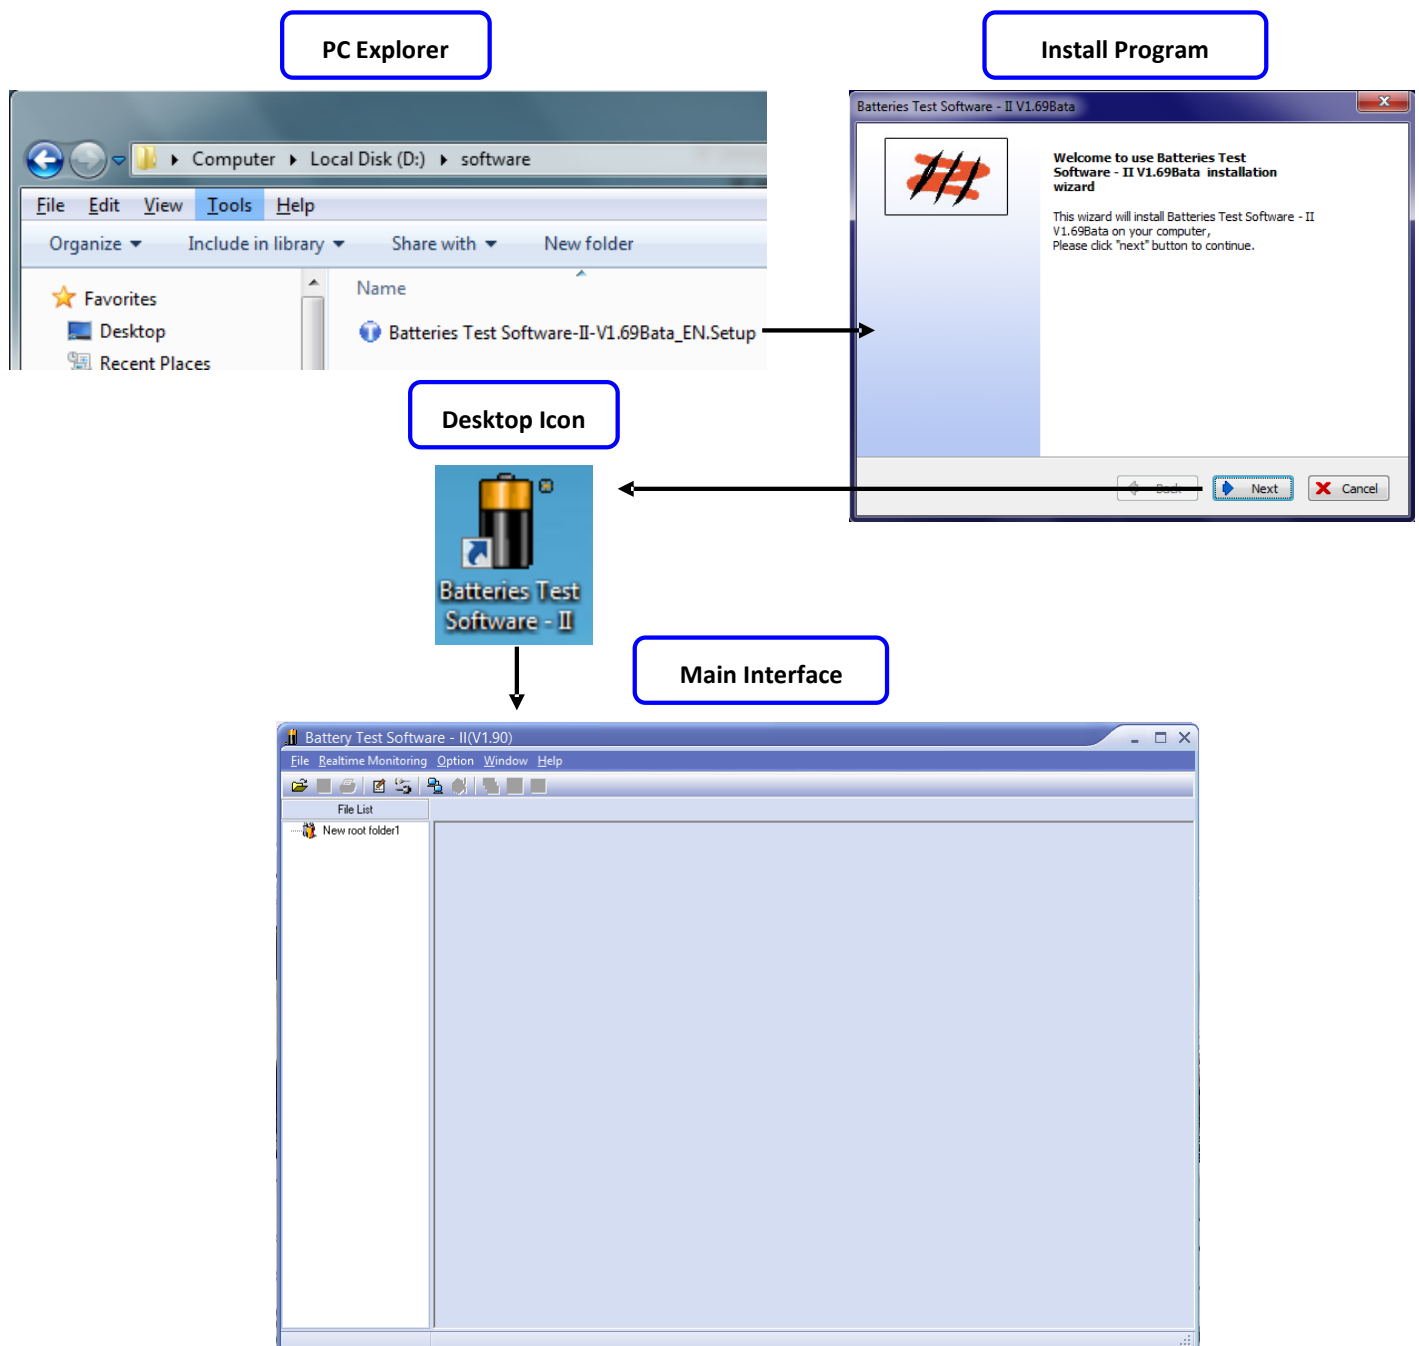 PC Explorer
Install Program
Computer ▸ Local Disk (D:) ▸ software
File Edit View Tools Help
Organize Include in library Share with New folder
Favorites
Desktop
Recent Places
Name
Batteries Test Software-II-V1.69Bata_EN.Setup
Batteries Test Software - II V1.69Bata
Welcome to use Batteries Test
Software - II V1.69Bata installation
wizard
This wizard will install Batteries Test Software - II
V1.69Bata on your computer,
Please click "next" button to continue.
Back Next Cancel
Desktop Icon
Batteries Test
Software - II
Main Interface
Battery Test Software - II(V1.90)
File Realtime Monitoring Option Window Help
File List
New root folder1